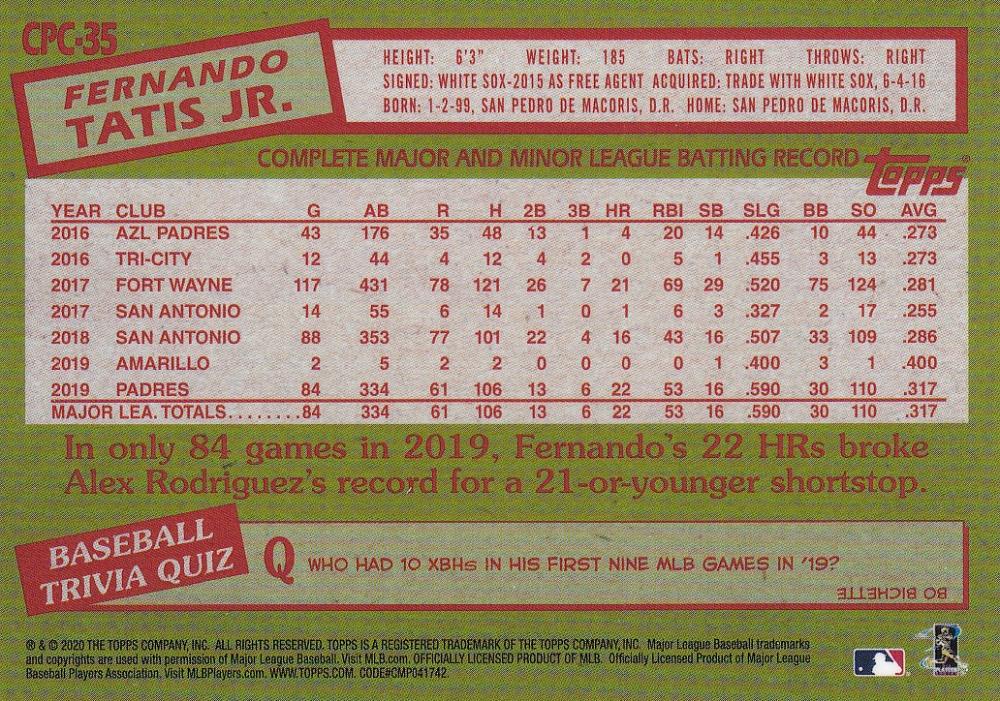 CPC-35
FERNANDO
TATIS JR.
HEIGHT: 6'3" WEIGHT: 185 BATS: RIGHT THROWS: RIGHT
SIGNED: WHITE SOX-2015 AS FREE AGENT ACQUIRED: TRADE WITH WHITE SOX, 6-4-16
BORN: 1-2-99, SAN PEDRO DE MACORIS, D.R. HOME: SAN PEDRO DE MACORIS, D.R.
COMPLETE MAJOR AND MINOR LEAGUE BATTING RECORD topps®
YEAR CLUB G AB R H 2B 3B HR RBI SB SLG BB SO AVG
2016 AZL PADRES 43 176 35 48 13 1 4 20 14 .426 10 44 .273
2016 TRI-CITY 12 44 4 12 4 2 0 5 1 .455 3 13 .273
2017 FORT WAYNE 117 431 78 121 26 7 21 69 29 .520 75 124 .281
2017 SAN ANTONIO 14 55 6 14 1 0 1 6 3 .327 2 17 .255
2018 SAN ANTONIO 88 353 77 101 22 4 16 43 16 .507 33 109 .286
2019 AMARILLO 2 5 2 2 0 0 0 0 1 .400 3 1 .400
2019 PADRES 84 334 61 106 13 6 22 53 16 .590 30 110 .317
MAJOR LEA. TOTALS........84 334 61 106 13 6 22 53 16 .590 30 110 .317
In only 84 games in 2019, Fernando's 22 HRs broke
Alex Rodriguez's record for a 21-or-younger shortstop.
BASEBALL
TRIVIA QUIZ
Q WHO HAD 10 XBHs IN HIS FIRST NINE MLB GAMES IN '19?
BO BICHETTE
® & © 2020 THE TOPPS COMPANY, INC. ALL RIGHTS RESERVED. TOPPS IS A REGISTERED TRADEMARK OF THE TOPPS COMPANY, INC. Major League Baseball trademarks
and copyrights are used with permission of Major League Baseball. Visit MLB.com. OFFICIALLY LICENSED PRODUCT OF MLB. Officially Licensed Product of Major League
Baseball Players Association. Visit MLBPlayers.com. WWW.TOPPS.COM. CODE#CMP041742.